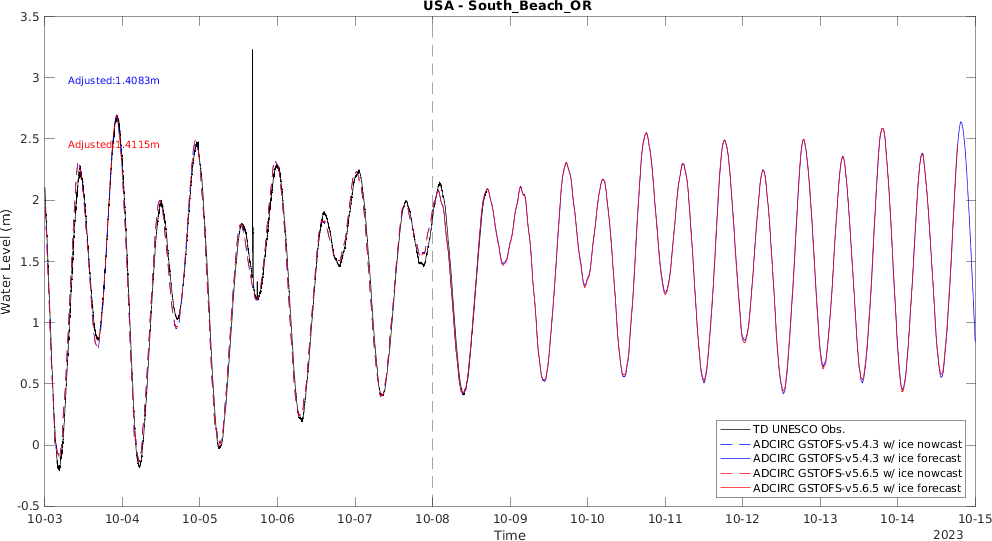 USA - South_Beach_OR
3.5
3
2.5
2
1.5
1
0.5
0
-0.5
Water Level (m)
Adjusted:1.4083m
Adjusted:1.4115m
TD UNESCO Obs.
ADCIRC GSTOFS-v5.4.3 w/ ice nowcast
ADCIRC GSTOFS-v5.4.3 w/ ice forecast
ADCIRC GSTOFS-v5.6.5 w/ ice nowcast
ADCIRC GSTOFS-v5.6.5 w/ ice forecast
10-03 10-04 10-05 10-06 10-07 10-08 10-09 10-10 10-11 10-12 10-13 10-14 10-15
Time
2023